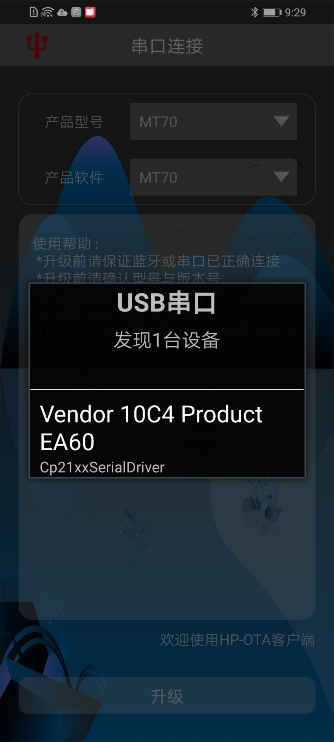 9:29
串口连接
产品型号 MT70
产品软件 MT70
使用帮助：
*升级前请保证蓝牙或串口已正确连接
*升级前请确认型号与版本号
USB串口
发现1台设备
Vendor 10C4 Product
EA60
Cp21xxSerialDriver
欢迎使用HP-OTA客户端
升级